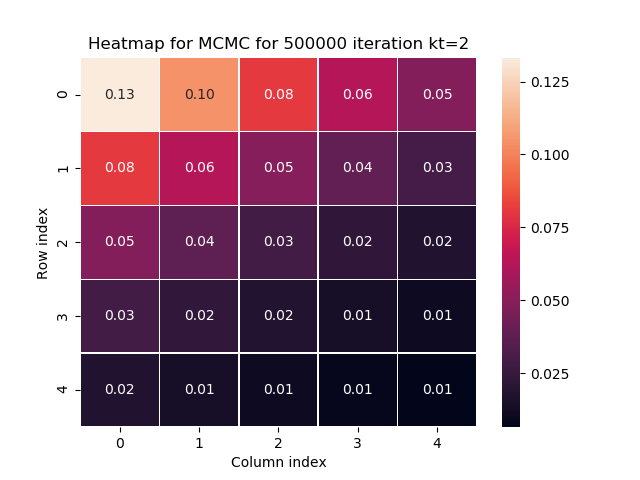 Heatmap for MCMC for 500000 iteration kt=2
0 0.13 0.10 0.08 0.06 0.05
1 0.08 0.06 0.05 0.04 0.03
2 0.05 0.04 0.03 0.02 0.02
3 0.03 0.02 0.02 0.01 0.01
4 0.02 0.01 0.01 0.01 0.01
0 1 2 3 4
Column index
Row index
0.125
0.100
0.075
0.050
0.025